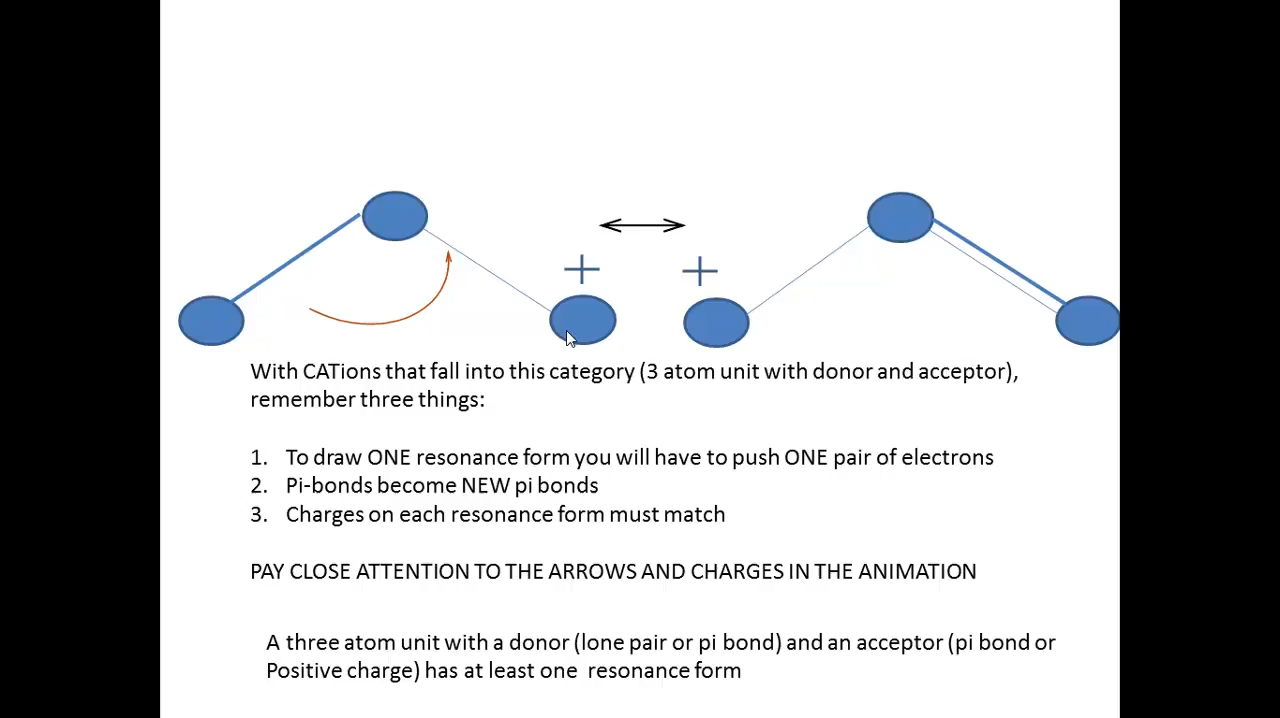 + +
With CATions that fall into this category (3 atom unit with donor and acceptor),
remember three things:
1. To draw ONE resonance form you will have to push ONE pair of electrons
2. Pi-bonds become NEW pi bonds
3. Charges on each resonance form must match
PAY CLOSE ATTENTION TO THE ARROWS AND CHARGES IN THE ANIMATION
A three atom unit with a donor (lone pair or pi bond) and an acceptor (pi bond or
Positive charge) has at least one resonance form